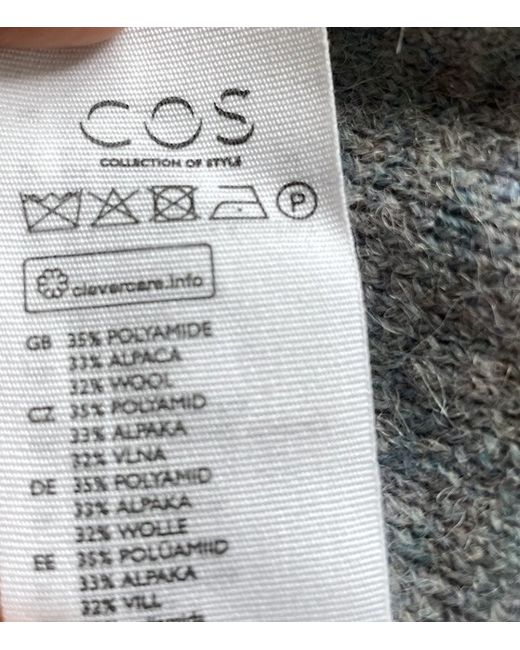 COS
COLLECTION OF STYLE
P
clevercare.info
GB 35% POLYAMIDE
33% ALPACA
32% WOOL
CZ 35% POLYAMID
33% ALPAKA
32% VLNA
DE 35% POLYAMID
33% ALPAKA
32% WOLLE
EE 35% POLÜAMIID
33% ALPAKA
32% VILL